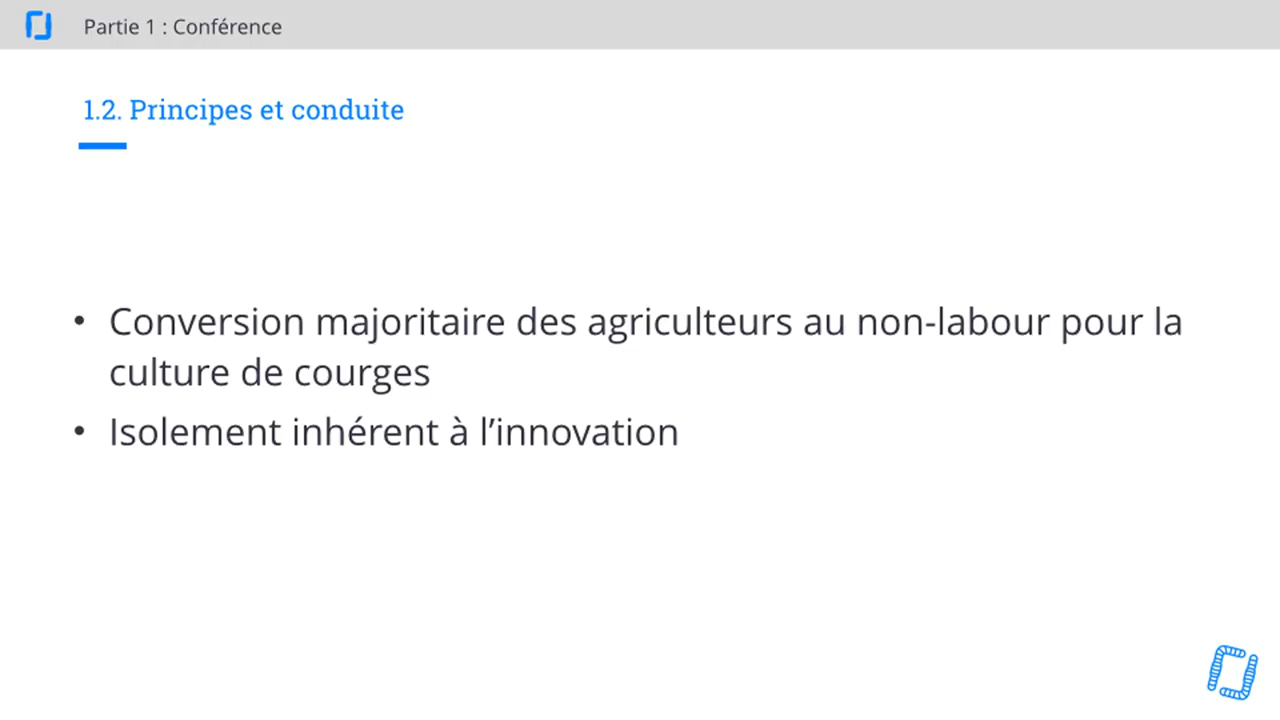 Partie 1 : Conférence
1.2. Principes et conduite
• Conversion majoritaire des agriculteurs au non-labour pour la
culture de courges
• Isolement inhérent à l’innovation